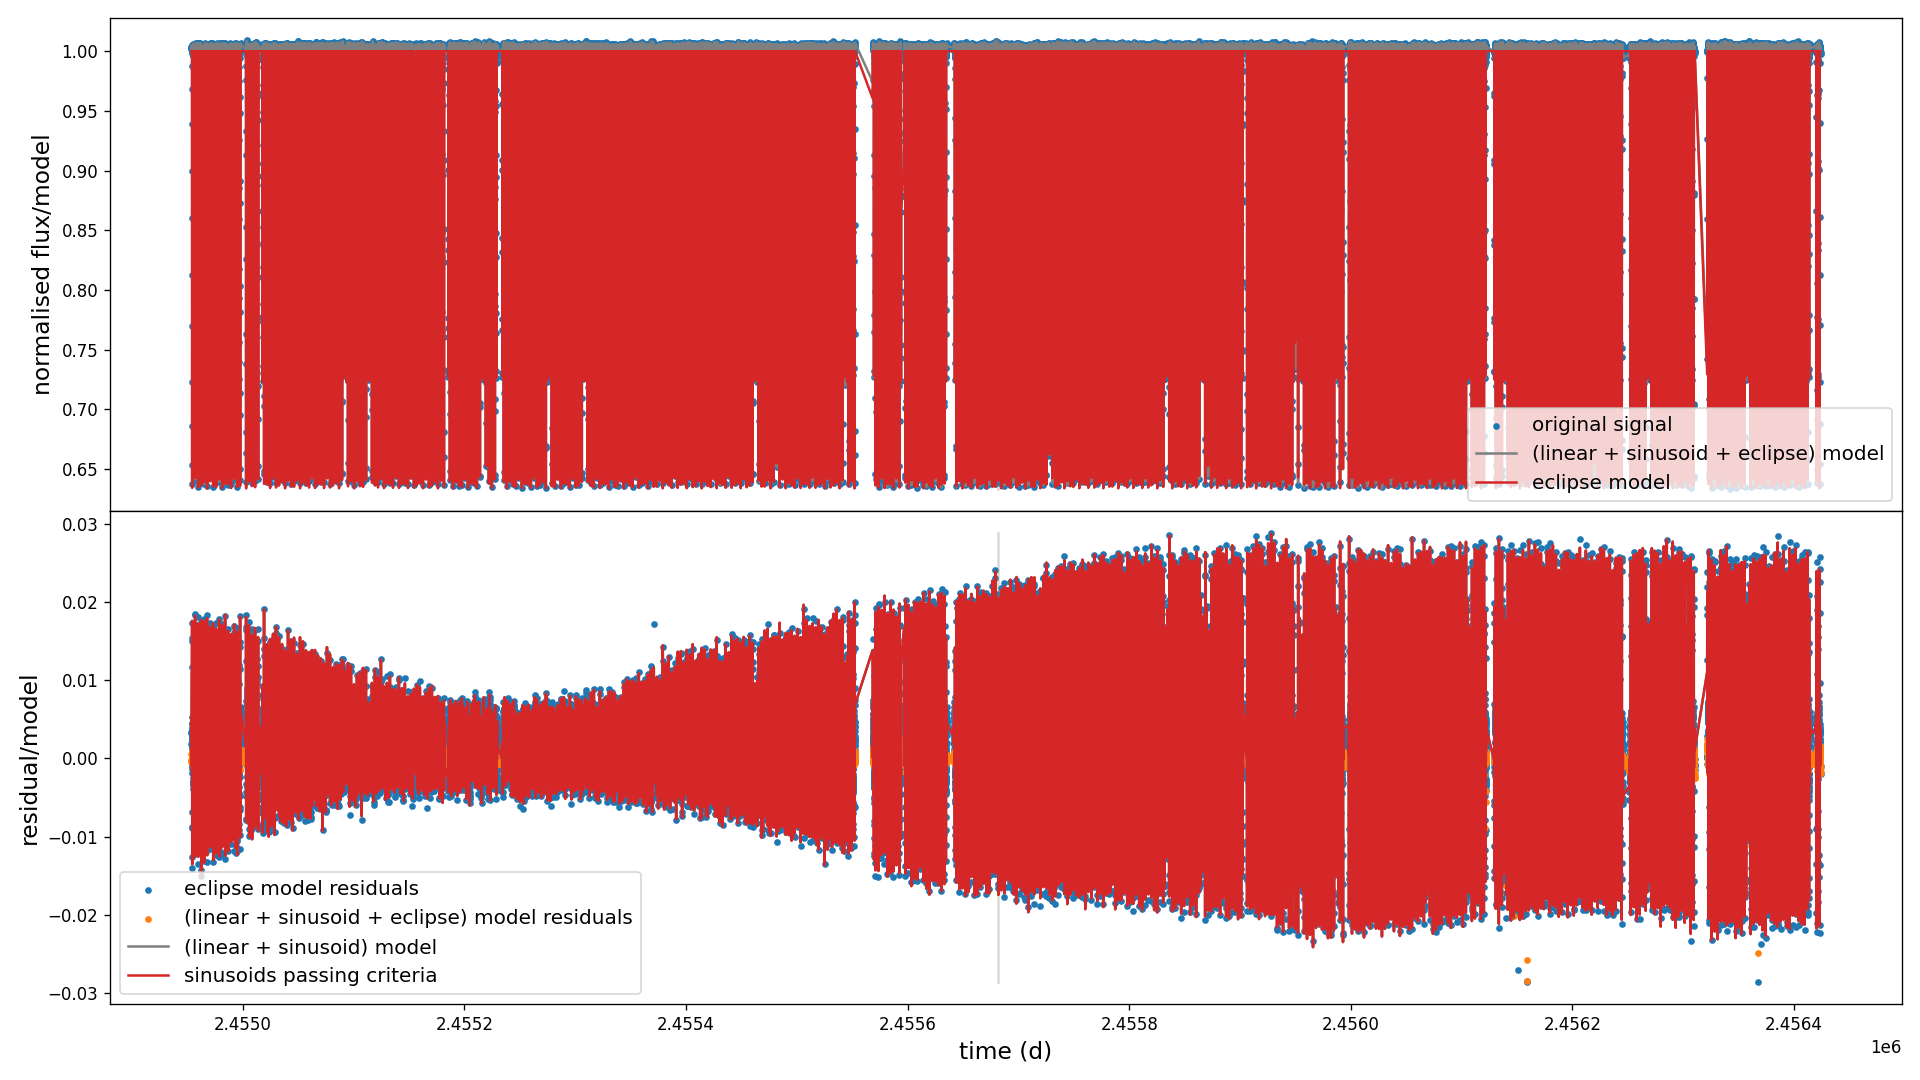 1.00
0.95
0.90
0.85
0.80
0.75
0.70
0.65
normalised flux/model
original signal
(linear + sinusoid + eclipse) model
eclipse model
0.03
0.02
0.01
0.00
−0.01
−0.02
−0.03
residual/model
eclipse model residuals
(linear + sinusoid + eclipse) model residuals
(linear + sinusoid) model
sinusoids passing criteria
2.4550 2.4552 2.4554 2.4556 2.4558 2.4560 2.4562 2.4564
time (d)
1e6